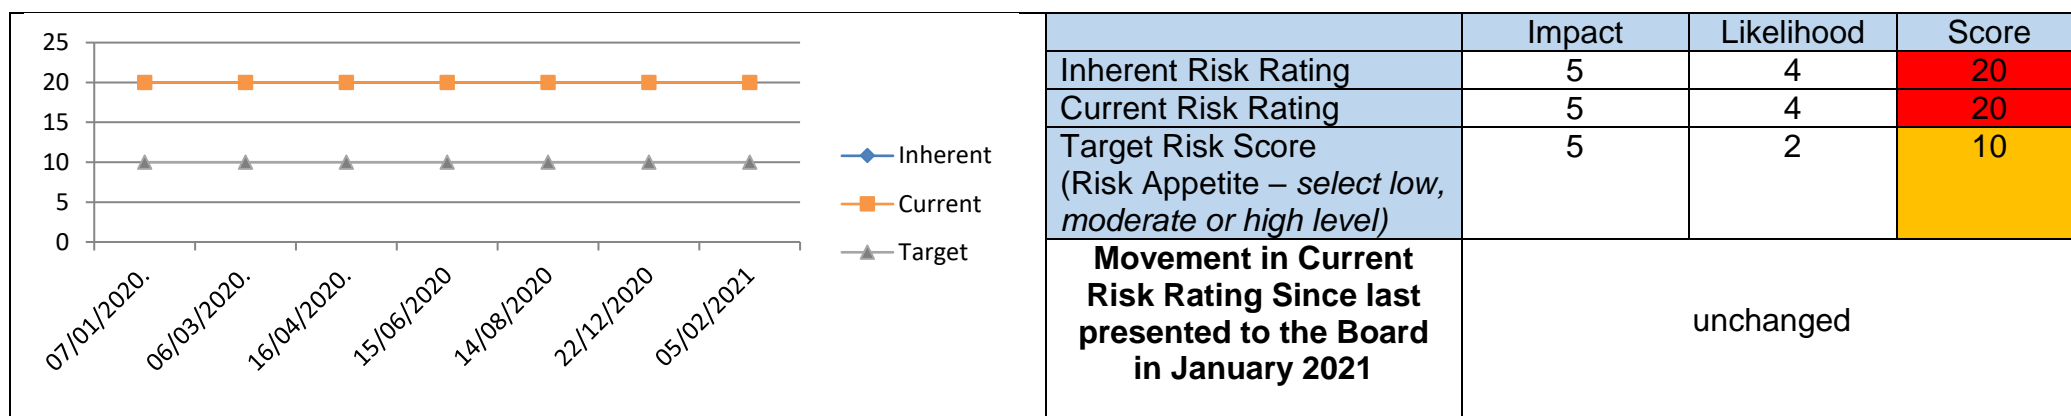 25
20
15
10
5
0
07/01/2020.
06/03/2020.
16/04/2020.
15/06/2020
14/08/2020
22/12/2020
05/02/2021
Inherent
Current
Target
Impact Likelihood Score
Inherent Risk Rating 5 4 20
Current Risk Rating 5 4 20
Target Risk Score 5 2 10
(Risk Appetite – select low,
moderate or high level)
Movement in Current
Risk Rating Since last
presented to the Board
in January 2021
unchanged